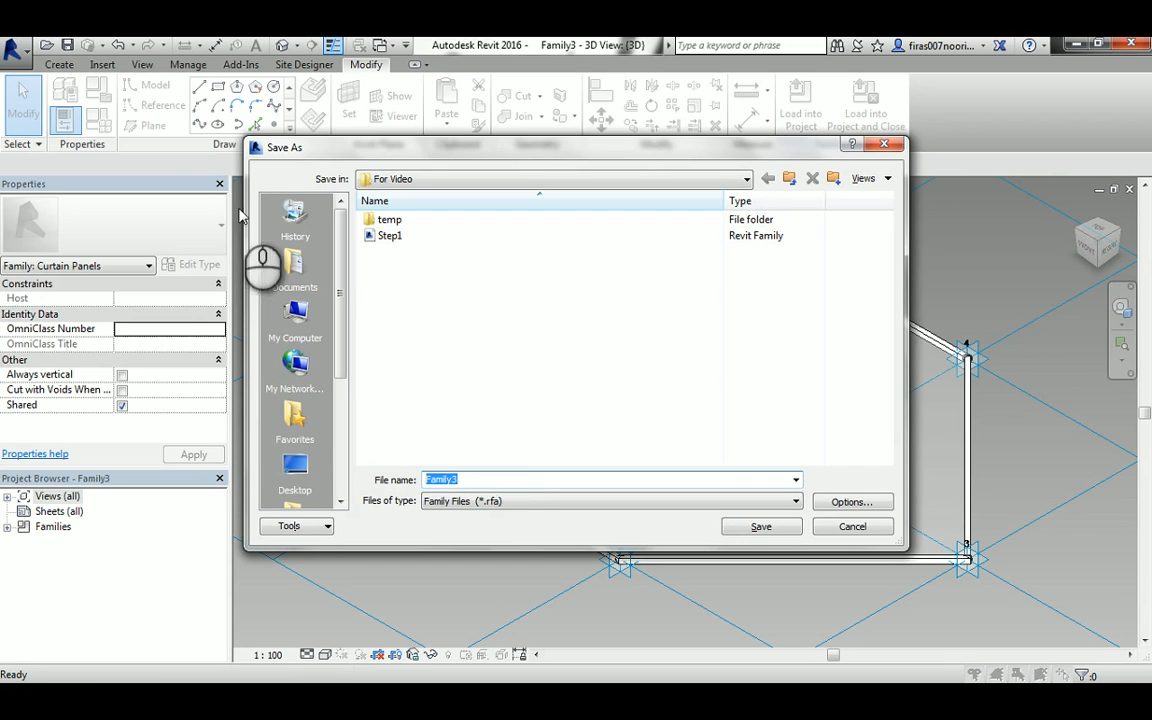 Autodesk Revit 2016 - Family3 - 3D View: {3D}
Type a keyword or phrase
firas007noori...
Create Insert View Manage Add-Ins Site Designer Modify
Modify
Model
Reference
Plane
Set
Show
Viewer
Paste
Cut
Join
Load into Project
Load into Project and Close
Select
Properties
Draw
Save As
Save in: For Video
Views
Name Type
temp File folder
Step1 Revit Family
History
Documents
My Computer
My Network...
Favorites
Desktop
File name: Family3
Files of type: Family Files (*.rfa)
Options...
Tools
Save
Cancel
Properties
Family: Curtain Panels
Edit Type
Constraints
Host
Identity Data
OmniClass Number
OmniClass Title
Other
Always vertical
Cut with Voids When ...
Shared
Properties help
Apply
Project Browser - Family3
Views (all)
Sheets (all)
Families
4
3
1 : 100
Ready
:0